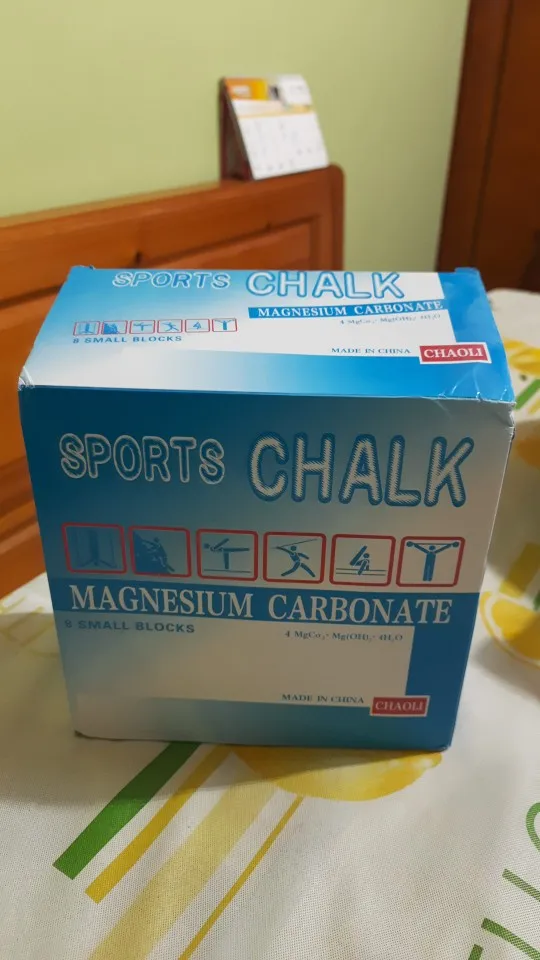 SPORTS CHALK
MAGNESIUM CARBONATE
4 MgCo₃· Mg(OH)₂· 4H₂O
8 SMALL BLOCKS
MADE IN CHINA CHAOLI
SPORTS CHALK
MAGNESIUM CARBONATE
8 SMALL BLOCKS
4 MgCo₃· Mg(OH)₂· 4H₂O
MADE IN CHINA CHAOLI